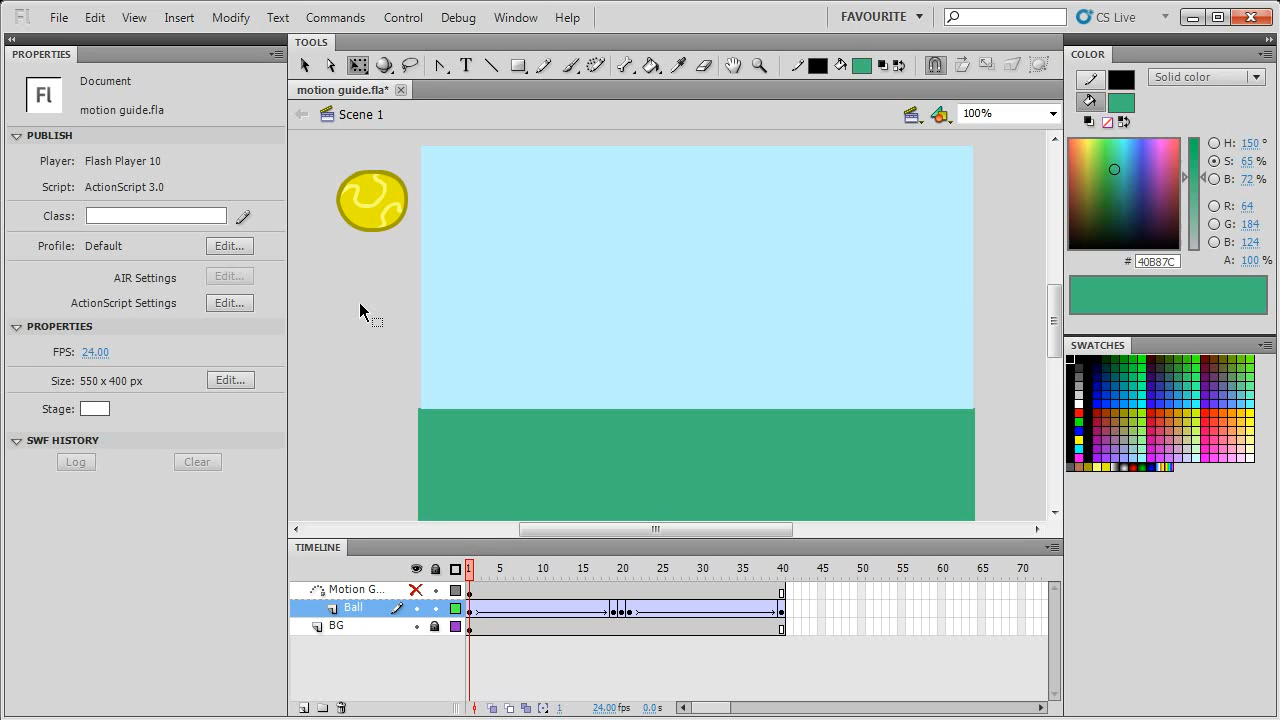 Fl File Edit View Insert Modify Text Commands Control Debug Window Help FAVOURITE CS Live
PROPERTIES
Fl
Document
motion guide.fla
PUBLISH
Player: Flash Player 10
Script: ActionScript 3.0
Class:
Profile: Default Edit...
AIR Settings Edit...
ActionScript Settings Edit...
PROPERTIES
FPS: 24.00
Size: 550 x 400 px Edit...
Stage:
SWF HISTORY
Log Clear
TOOLS
T
motion guide.fla*
Scene 1 100%
TIMELINE
1 5 10 15 20 25 30 35 40 45 50 55 60 65 70
Motion G...
Ball
BG
1 24.00 fps 0.0 s
COLOR
Solid color
H: 150 °
S: 65 %
B: 72 %
R: 64
G: 184
B: 124
# 40B87C A: 100 %
SWATCHES